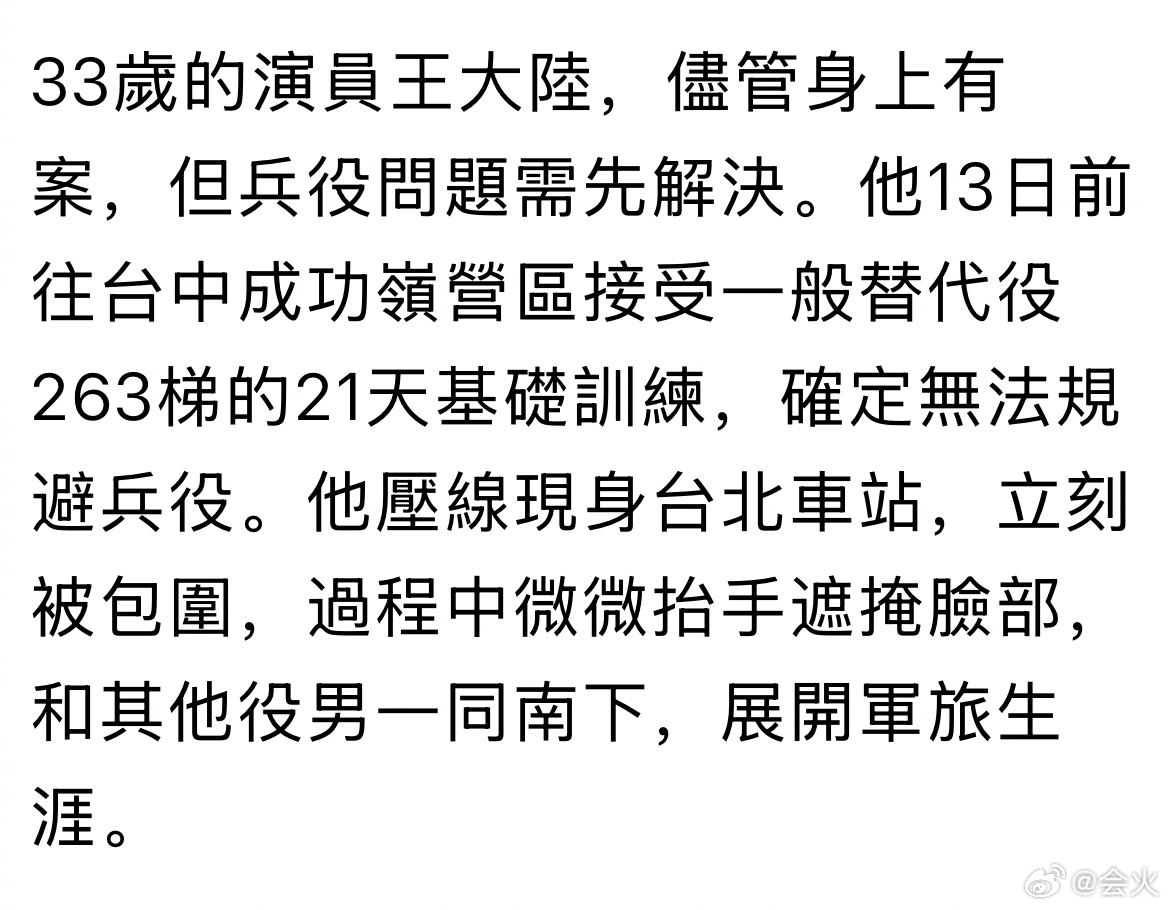 33歲的演員王大陸，儘管身上有
案，但兵役問題需先解決。他13日前
往台中成功嶺營區接受一般替代役
263梯的21天基礎訓練，確定無法規
避兵役。他壓線現身台北車站，立刻
被包圍，過程中微微抬手遮掩臉部，
和其他役男一同南下，展開軍旅生
涯。
@会火